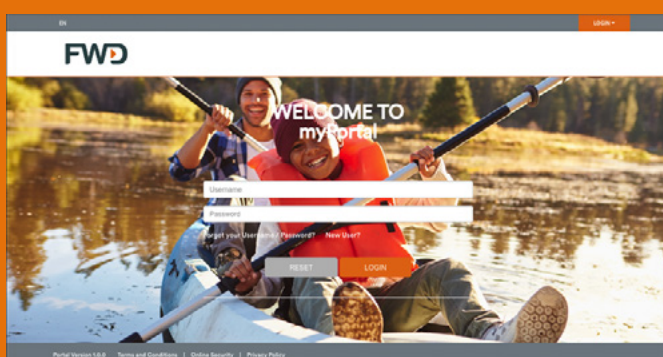 EN LOGIN
FWD
WELCOME TO
myPortal
Username
Password
Forgot your Username / Password? New User?
RESET LOGIN
Portal Version 1.0.0 Terms and Conditions | Online Security | Privacy Policy